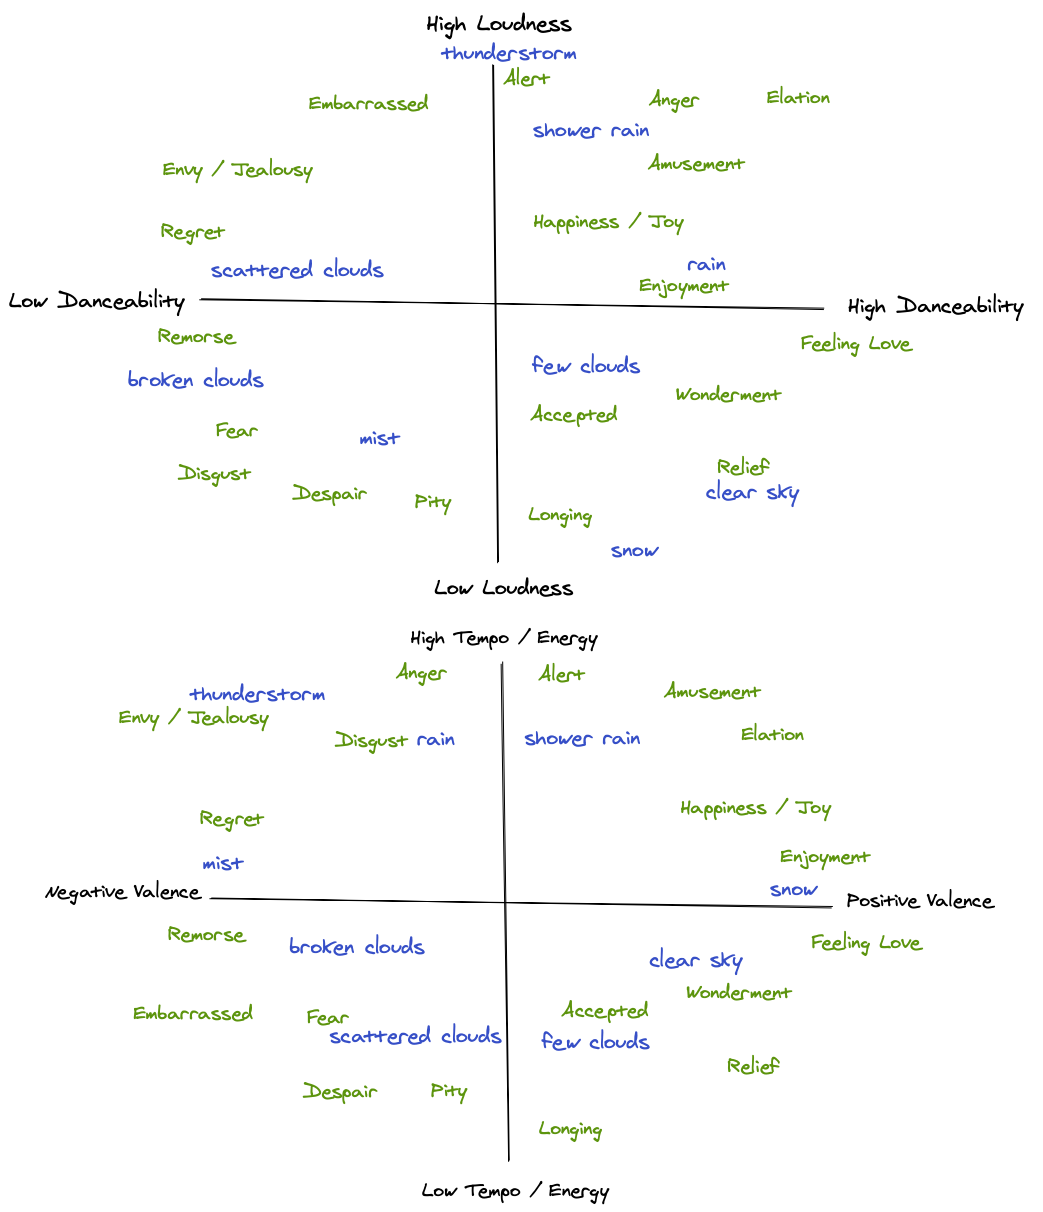 High Loudness
thunderstorm
Alert
Embarrassed
Anger
Elation
shower rain
Envy / Jealousy
Amusement
Regret
Happiness / Joy
scattered clouds
rain
Enjoyment
Low Danceability
High Danceability
Remorse
Feeling Love
broken clouds
few clouds
Wonderment
Accepted
Fear
mist
Disgust
Relief
Despair
Pity
clear sky
Longing
snow
Low Loudness
High Tempo / Energy
Anger
Alert
thunderstorm
Amusement
Envy / Jealousy
Disgust
rain
shower rain
Elation
Regret
Happiness / Joy
mist
Enjoyment
Negative Valence
snow
Positive Valence
Remorse
broken clouds
Feeling Love
clear sky
Wonderment
Embarrassed
Fear
Accepted
scattered clouds
few clouds
Relief
Despair
Pity
Longing
Low Tempo / Energy